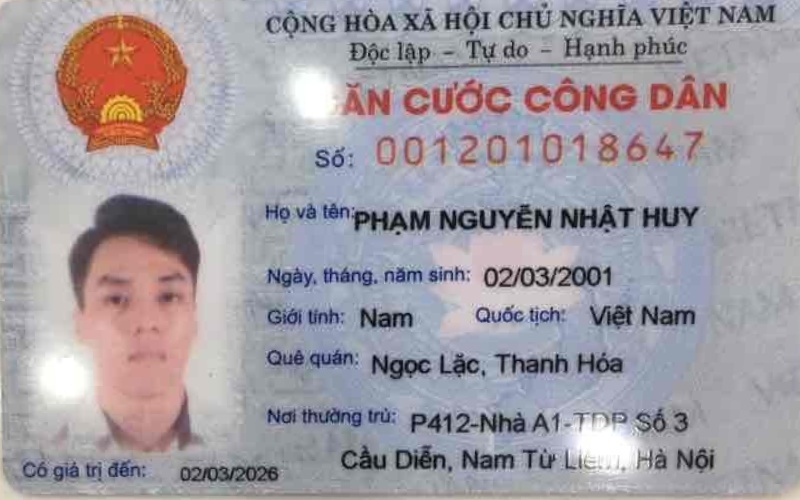 CỘNG HÒA XÃ HỘI CHỦ NGHĨA VIỆT NAM
Độc lập - Tự do - Hạnh phúc
CĂN CƯỚC CÔNG DÂN
Số: 001201018647
Họ và tên: PHẠM NGUYỄN NHẬT HUY
Ngày, tháng, năm sinh: 02/03/2001
Giới tính: Nam Quốc tịch: Việt Nam
Quê quán: Ngọc Lặc, Thanh Hóa
Nơi thường trú: P412-Nhà A1-TDP Số 3
Cầu Diễn, Nam Từ Liêm, Hà Nội
Có giá trị đến: 02/03/2026